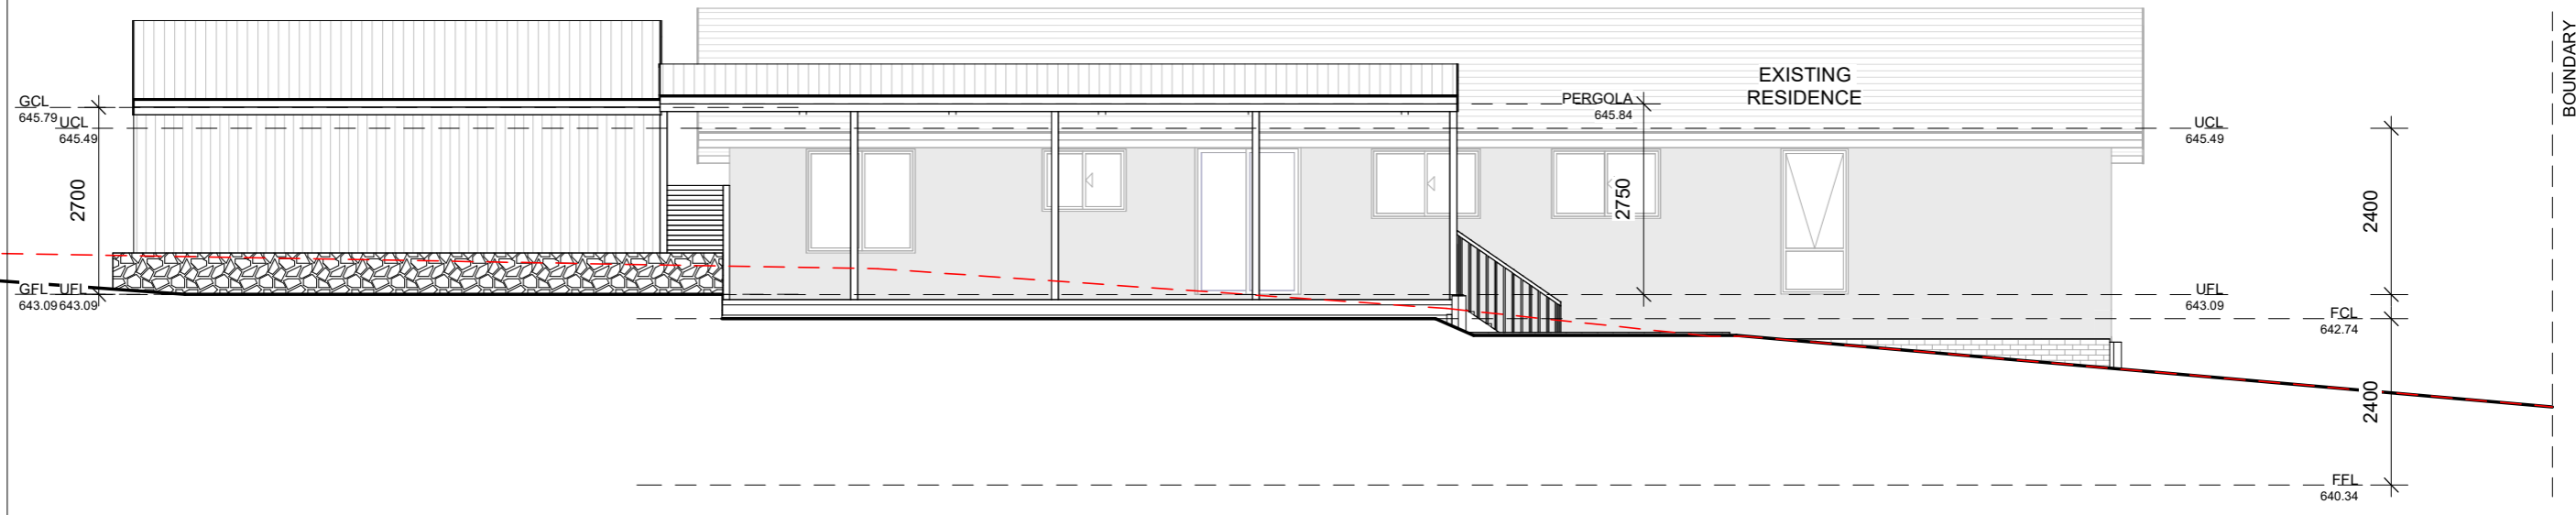 BOUNDARY
EXISTING
RESIDENCE
GCL
645.79
UCL
645.49
PERGOLA
645.84
UCL
645.49
2700
2750
2400
GFL UFL
643.09 643.09
UFL
643.09
FCL
642.74
2400
FFL
640.34